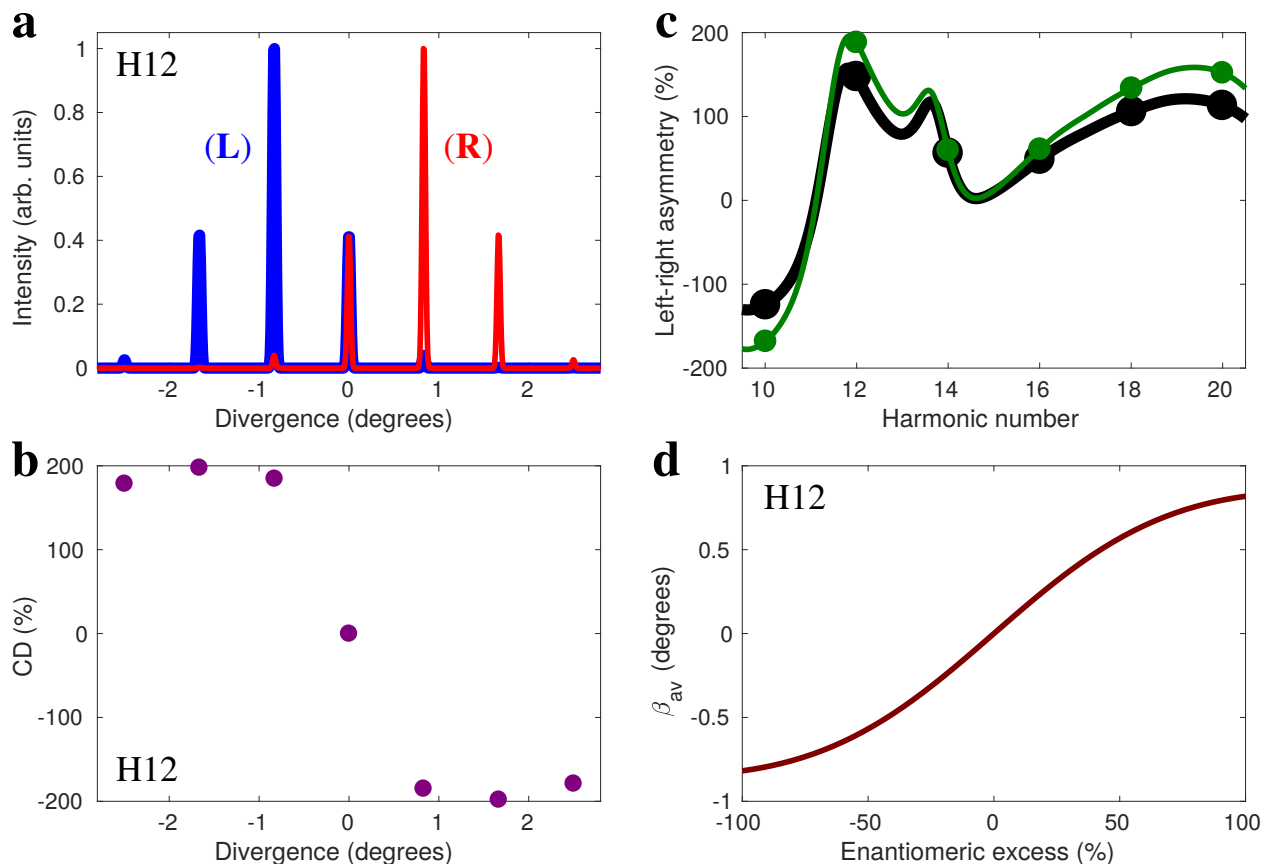 a
H12
(L)
(R)
1
0.8
0.6
0.4
0.2
0
Intensity (arb. units)
-2
-1
0
1
2
Divergence (degrees)
c
200
100
0
-100
-200
Left-right asymmetry (%)
10
12
14
16
18
20
Harmonic number
b
200
100
0
-100
-200
CD (%)
H12
-2
-1
0
1
2
Divergence (degrees)
d
H12
1
0.5
0
-0.5
-1
βav (degrees)
-100
-50
0
50
100
Enantiomeric excess (%)